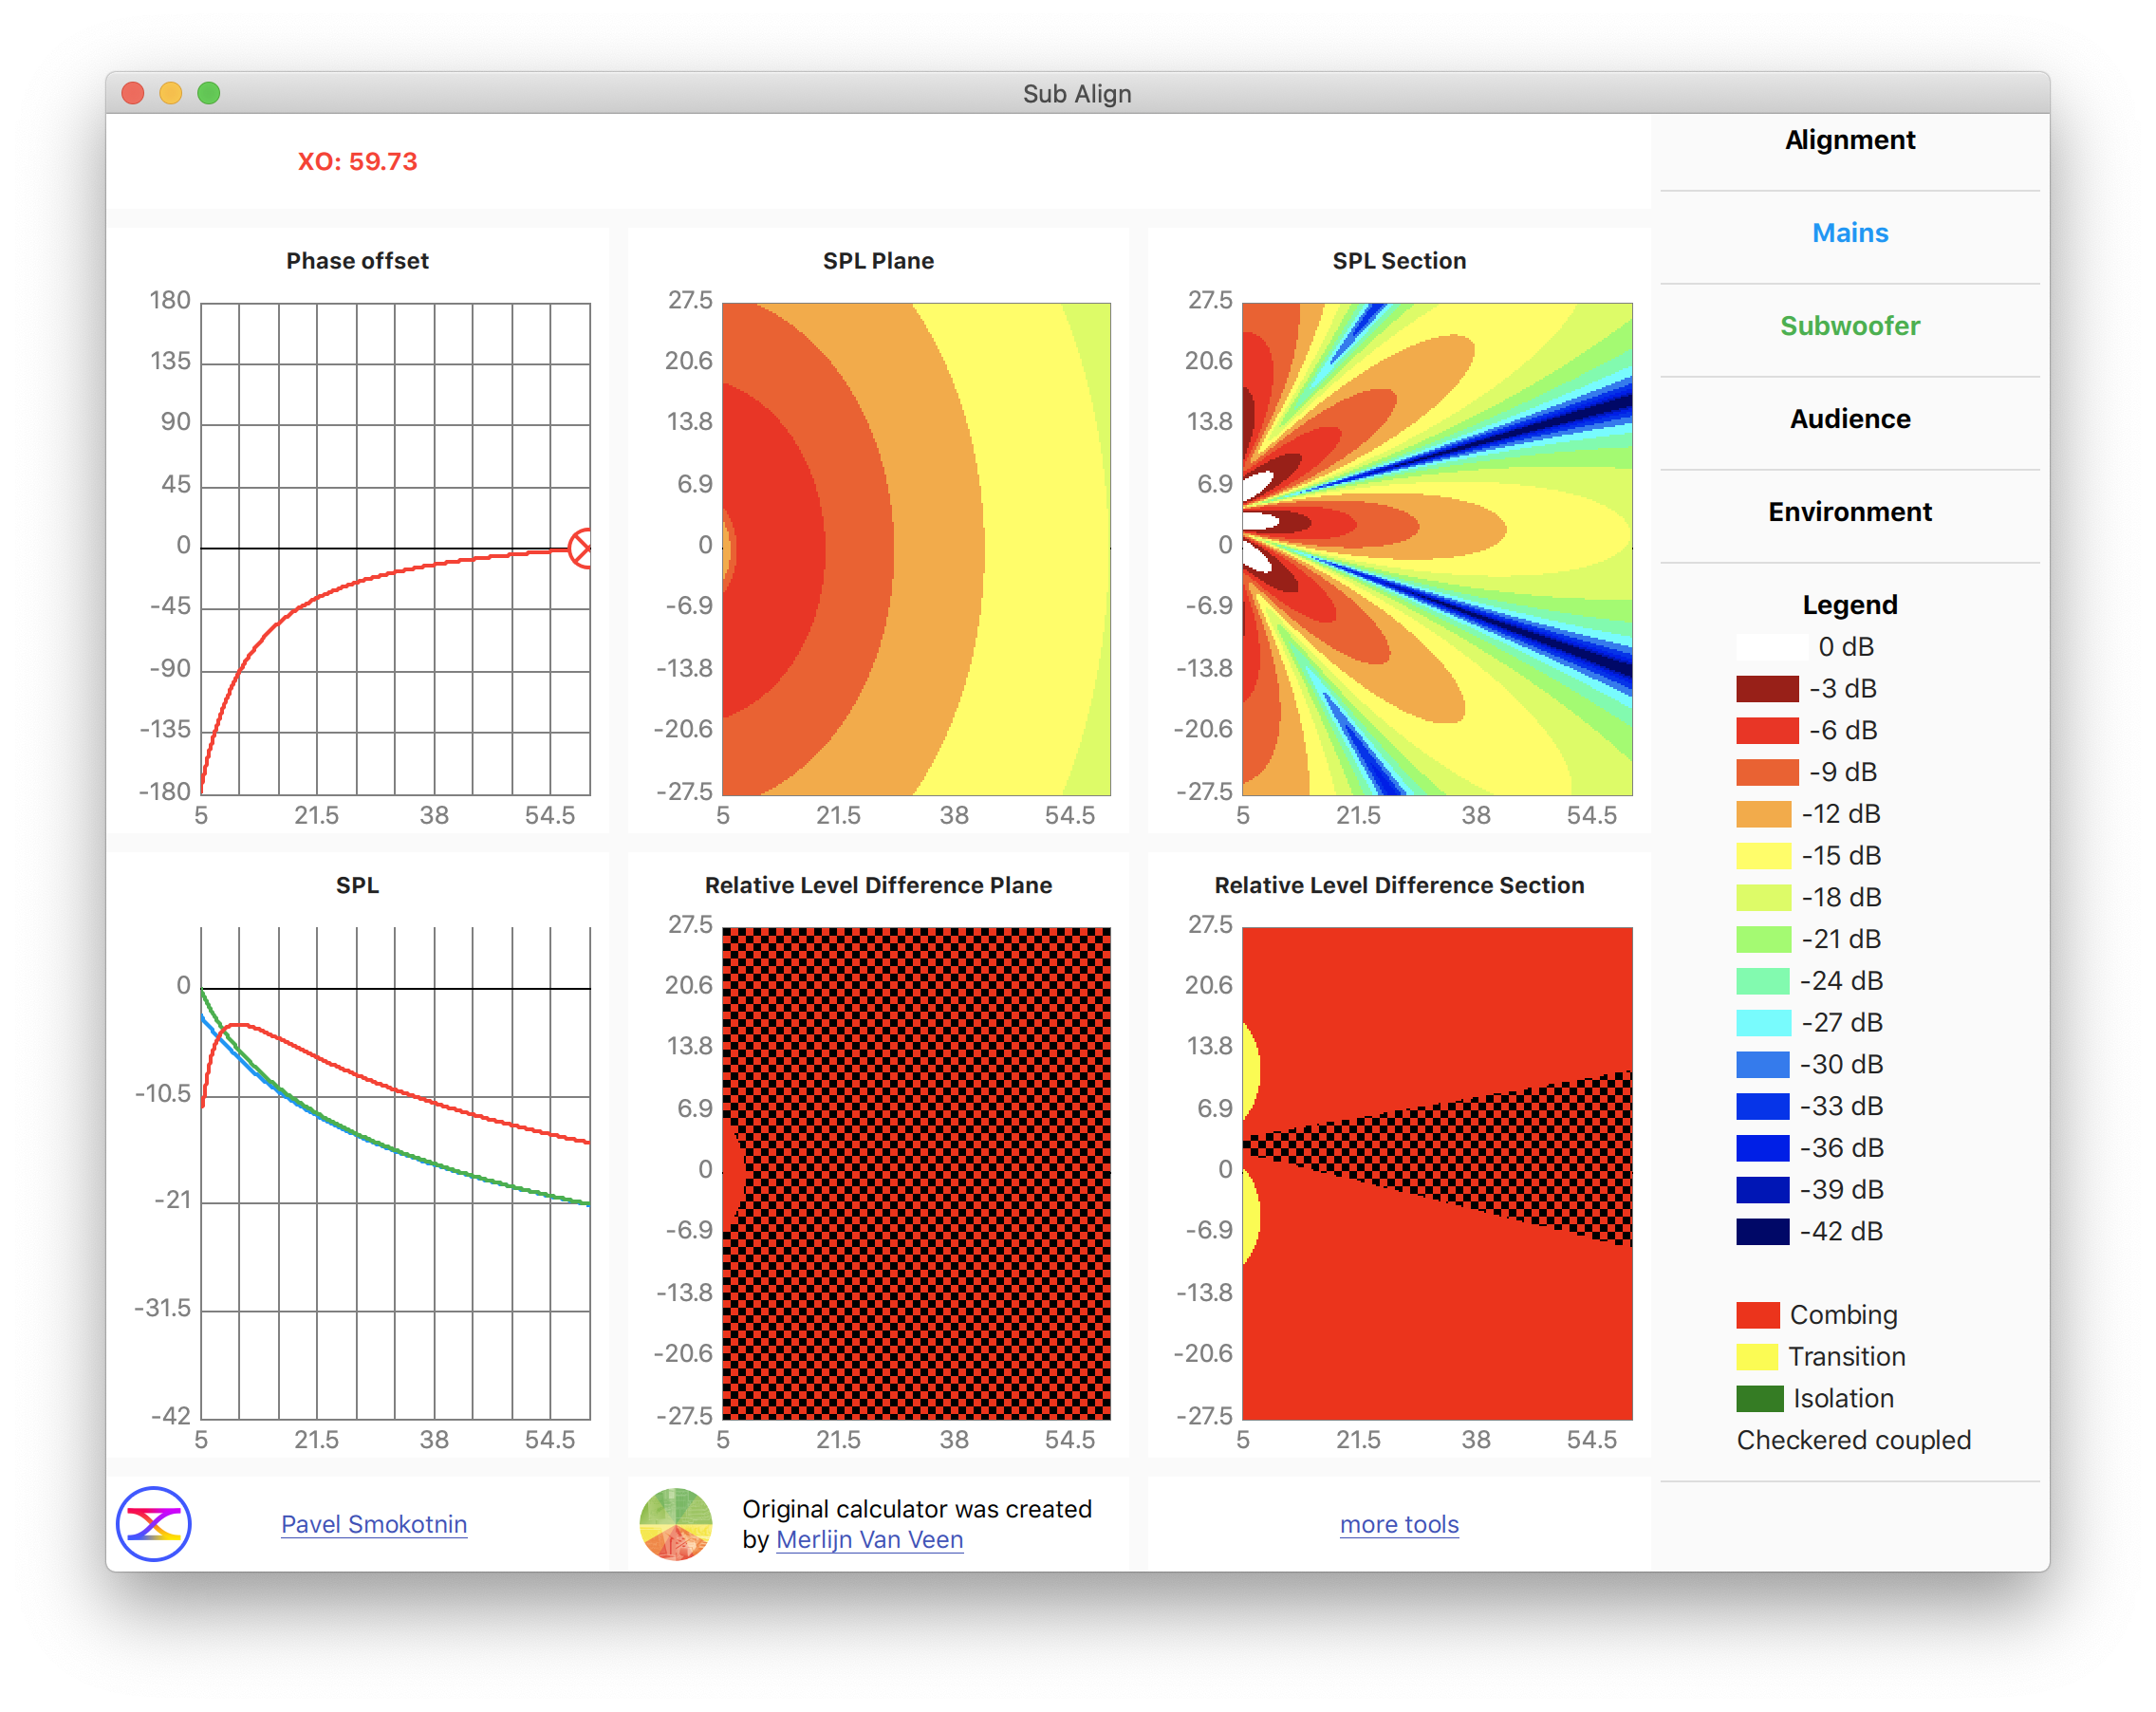 Sub Align
XO: 59.73
Alignment
Mains
Subwoofer
Audience
Environment
Phase offset
180
135
90
45
0
-45
-90
-135
-180
5 21.5 38 54.5
SPL Plane
27.5
20.6
13.8
6.9
0
-6.9
-13.8
-20.6
-27.5
5 21.5 38 54.5
SPL Section
27.5
20.6
13.8
6.9
0
-6.9
-13.8
-20.6
-27.5
5 21.5 38 54.5
SPL
0
-10.5
-21
-31.5
-42
5 21.5 38 54.5
Relative Level Difference Plane
27.5
20.6
13.8
6.9
0
-6.9
-13.8
-20.6
-27.5
5 21.5 38 54.5
Relative Level Difference Section
27.5
20.6
13.8
6.9
0
-6.9
-13.8
-20.6
-27.5
5 21.5 38 54.5
Legend
0 dB
-3 dB
-6 dB
-9 dB
-12 dB
-15 dB
-18 dB
-21 dB
-24 dB
-27 dB
-30 dB
-33 dB
-36 dB
-39 dB
-42 dB
Combing
Transition
Isolation
Checkered coupled
Pavel Smokotnin
Original calculator was created
by Merlijn Van Veen
more tools